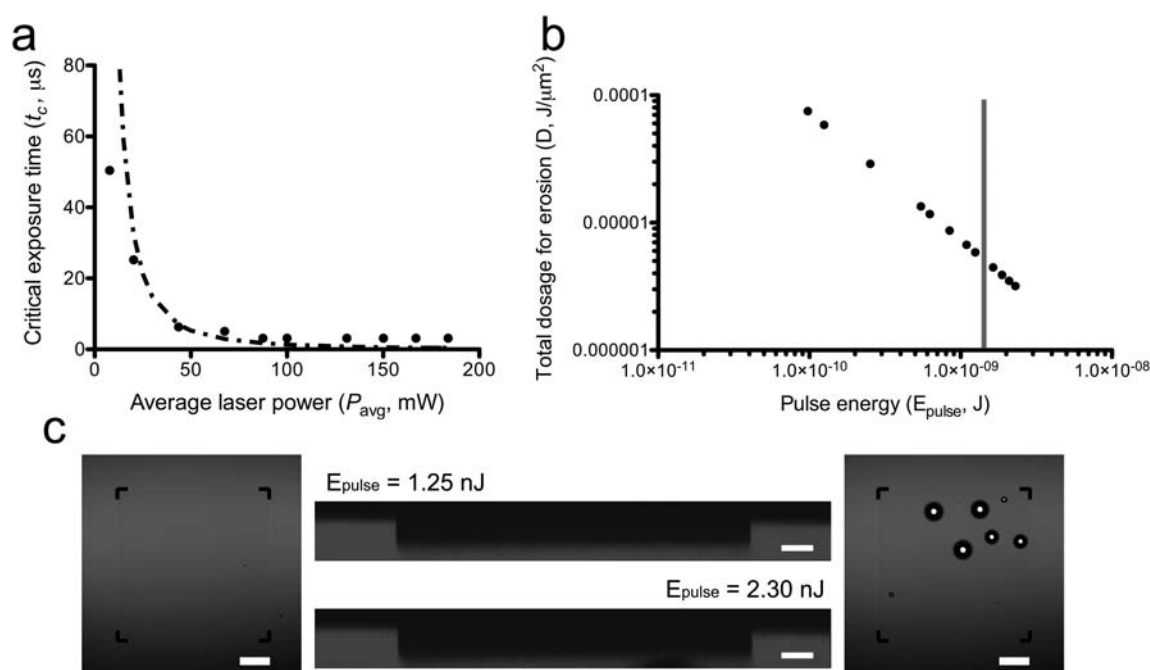 a
80
60
40
20
0
0
50
100
150
200
Critical exposure time (tc, μs)
Average laser power (Pavg, mW)
b
0.0001
0.00001
0.000001
1.0×10-11
1.0×10-10
1.0×10-09
1.0×10-08
Total dosage for erosion (D, J/μm2)
Pulse energy (Epulse, J)
c
Epulse = 1.25 nJ
Epulse = 2.30 nJ